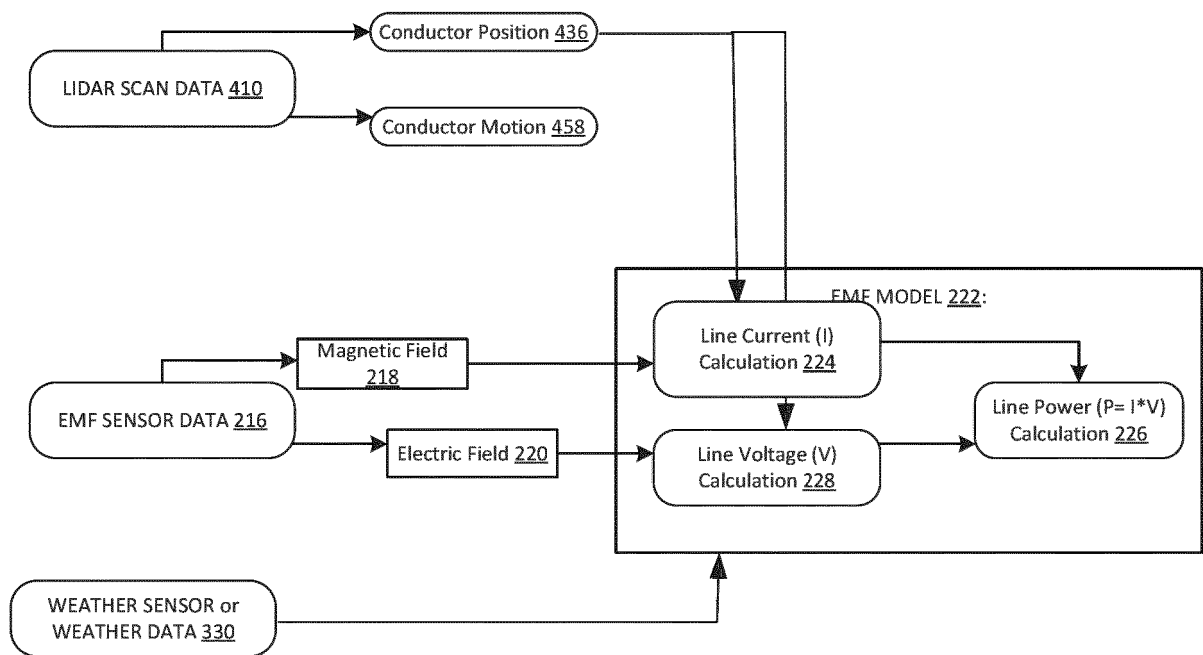 Conductor Position 436
LIDAR SCAN DATA 410
Conductor Motion 458
EMF MODEL 222:
Line Current (I)
Calculation 224
Magnetic Field
218
Line Power (P= I*V)
Calculation 226
EMF SENSOR DATA 216
Electric Field 220
Line Voltage (V)
Calculation 228
WEATHER SENSOR or
WEATHER DATA 330